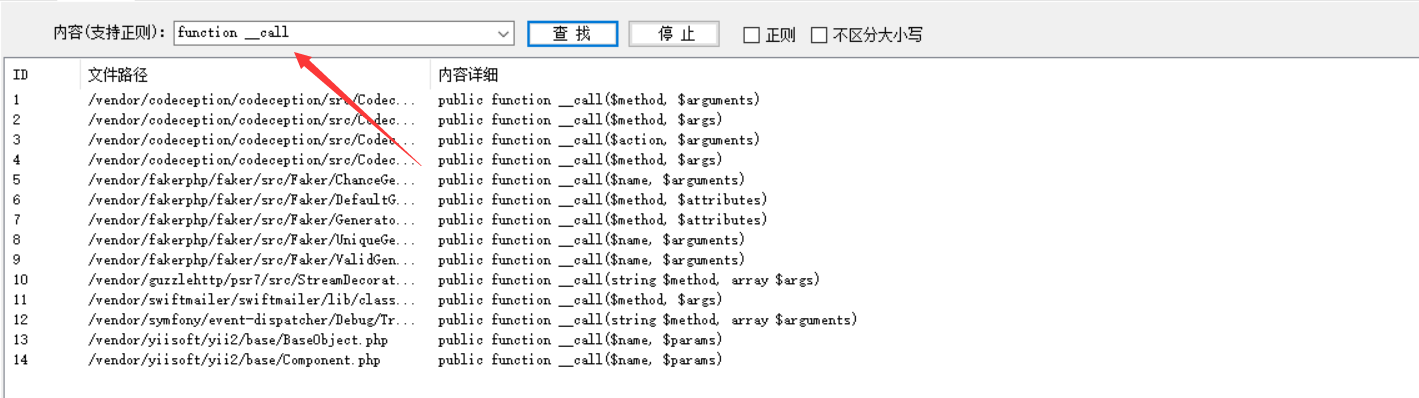 内容(支持正则): function __call 查 找 停 止 正则 不区分大小写
ID 文件路径 内容详细
1 /vendor/codeception/codeception/src/Codec... public function __call($method, $arguments)
2 /vendor/codeception/codeception/src/Codec... public function __call($method, $args)
3 /vendor/codeception/codeception/src/Codec... public function __call($action, $arguments)
4 /vendor/codeception/codeception/src/Codec... public function __call($method, $args)
5 /vendor/fakerphp/faker/src/Faker/ChanceGe... public function __call($name, $arguments)
6 /vendor/fakerphp/faker/src/Faker/DefaultG... public function __call($method, $attributes)
7 /vendor/fakerphp/faker/src/Faker/Generato... public function __call($method, $attributes)
8 /vendor/fakerphp/faker/src/Faker/UniqueGe... public function __call($name, $arguments)
9 /vendor/fakerphp/faker/src/Faker/ValidGen... public function __call($name, $arguments)
10 /vendor/guzzlehttp/psr7/src/StreamDecorat... public function __call(string $method, array $args)
11 /vendor/swiftmailer/swiftmailer/lib/class... public function __call($method, $args)
12 /vendor/symfony/event-dispatcher/Debug/Tr... public function __call(string $method, array $arguments)
13 /vendor/yiisoft/yii2/base/BaseObject.php public function __call($name, $params)
14 /vendor/yiisoft/yii2/base/Component.php public function __call($name, $params)